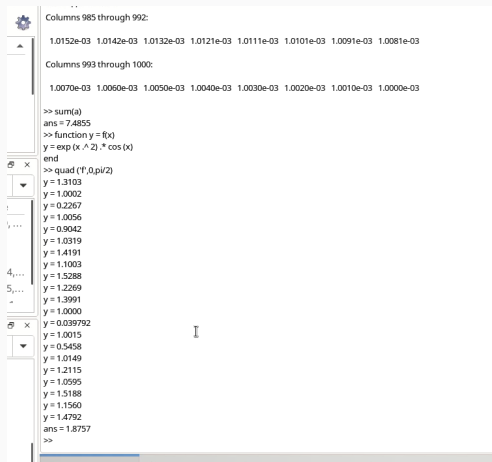 Columns 985 through 992:
1.0152e-03 1.0142e-03 1.0132e-03 1.0121e-03 1.0111e-03 1.0101e-03 1.0091e-03 1.0081e-03
Columns 993 through 1000:
1.0070e-03 1.0060e-03 1.0050e-03 1.0040e-03 1.0030e-03 1.0020e-03 1.0010e-03 1.0000e-03
>> sum(a)
ans = 7.4855
>> function y = f(x)
y = exp (x .^ 2) .* cos (x)
end
>> quad ('f',0,pi/2)
y = 1.3103
y = 1.0002
y = 0.2267
y = 1.0056
y = 0.9042
y = 1.0319
y = 1.4191
y = 1.1003
y = 1.5288
y = 1.2269
y = 1.3991
y = 1.0000
y = 0.039792
y = 1.0015
y = 0.5458
y = 1.0149
y = 1.2115
y = 1.0595
y = 1.5188
y = 1.1560
y = 1.4792
ans = 1.8757
>>
4,...
5,...